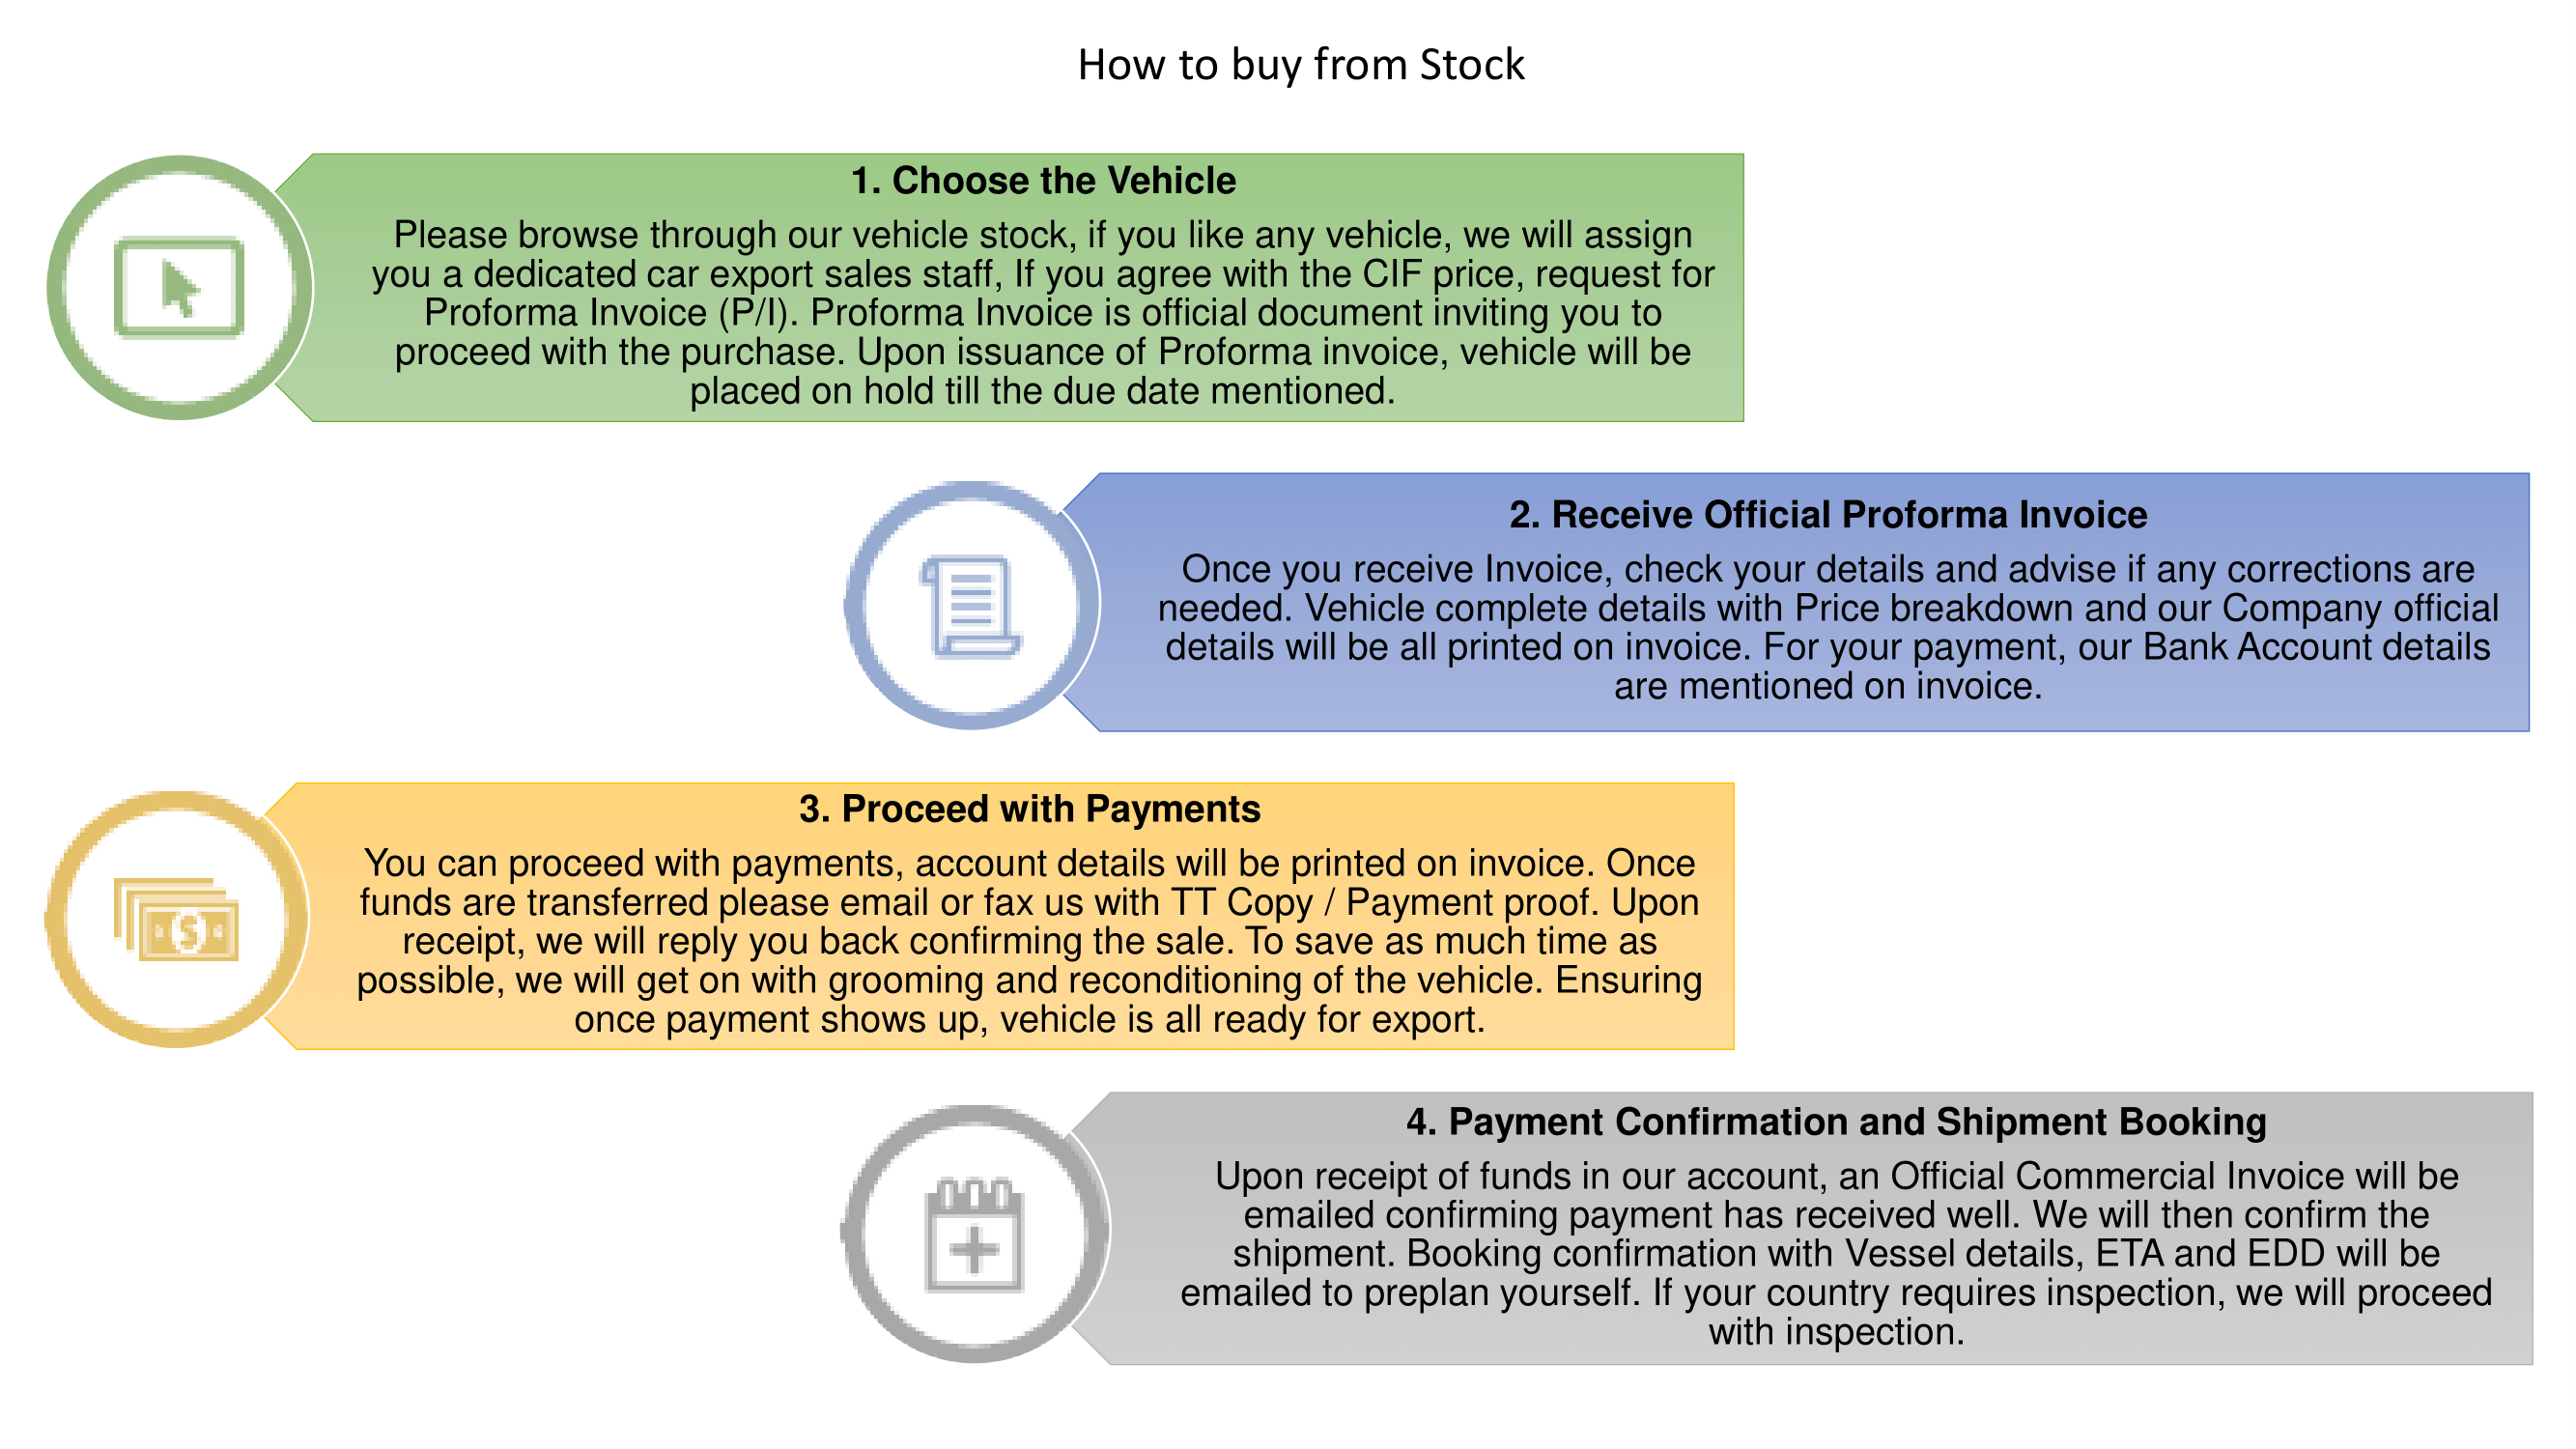 How to buy from Stock
1. Choose the Vehicle
Please browse through our vehicle stock, if you like any vehicle, we will assign
you a dedicated car export sales staff, If you agree with the CIF price, request for
Proforma Invoice (P/I). Proforma Invoice is official document inviting you to
proceed with the purchase. Upon issuance of Proforma invoice, vehicle will be
placed on hold till the due date mentioned.
2. Receive Official Proforma Invoice
Once you receive Invoice, check your details and advise if any corrections are
needed. Vehicle complete details with Price breakdown and our Company official
details will be all printed on invoice. For your payment, our Bank Account details
are mentioned on invoice.
3. Proceed with Payments
You can proceed with payments, account details will be printed on invoice. Once
funds are transferred please email or fax us with TT Copy / Payment proof. Upon
receipt, we will reply you back confirming the sale. To save as much time as
possible, we will get on with grooming and reconditioning of the vehicle. Ensuring
once payment shows up, vehicle is all ready for export.
4. Payment Confirmation and Shipment Booking
Upon receipt of funds in our account, an Official Commercial Invoice will be
emailed confirming payment has received well. We will then confirm the
shipment. Booking confirmation with Vessel details, ETA and EDD will be
emailed to preplan yourself. If your country requires inspection, we will proceed
with inspection.